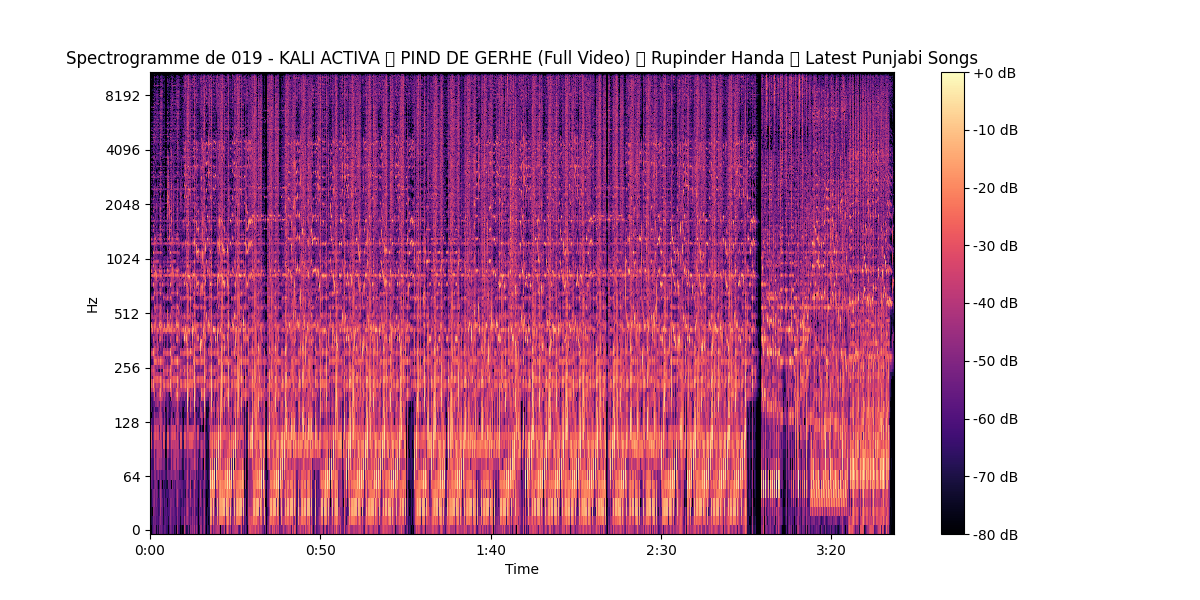 Spectrogramme de 019 - KALI ACTIVA ▯ PIND DE GERHE (Full Video) ▯ Rupinder Handa ▯ Latest Punjabi Songs
8192
4096
2048
1024
512
256
128
64
0
Hz
0:00
0:50
1:40
2:30
3:20
Time
+0 dB
-10 dB
-20 dB
-30 dB
-40 dB
-50 dB
-60 dB
-70 dB
-80 dB